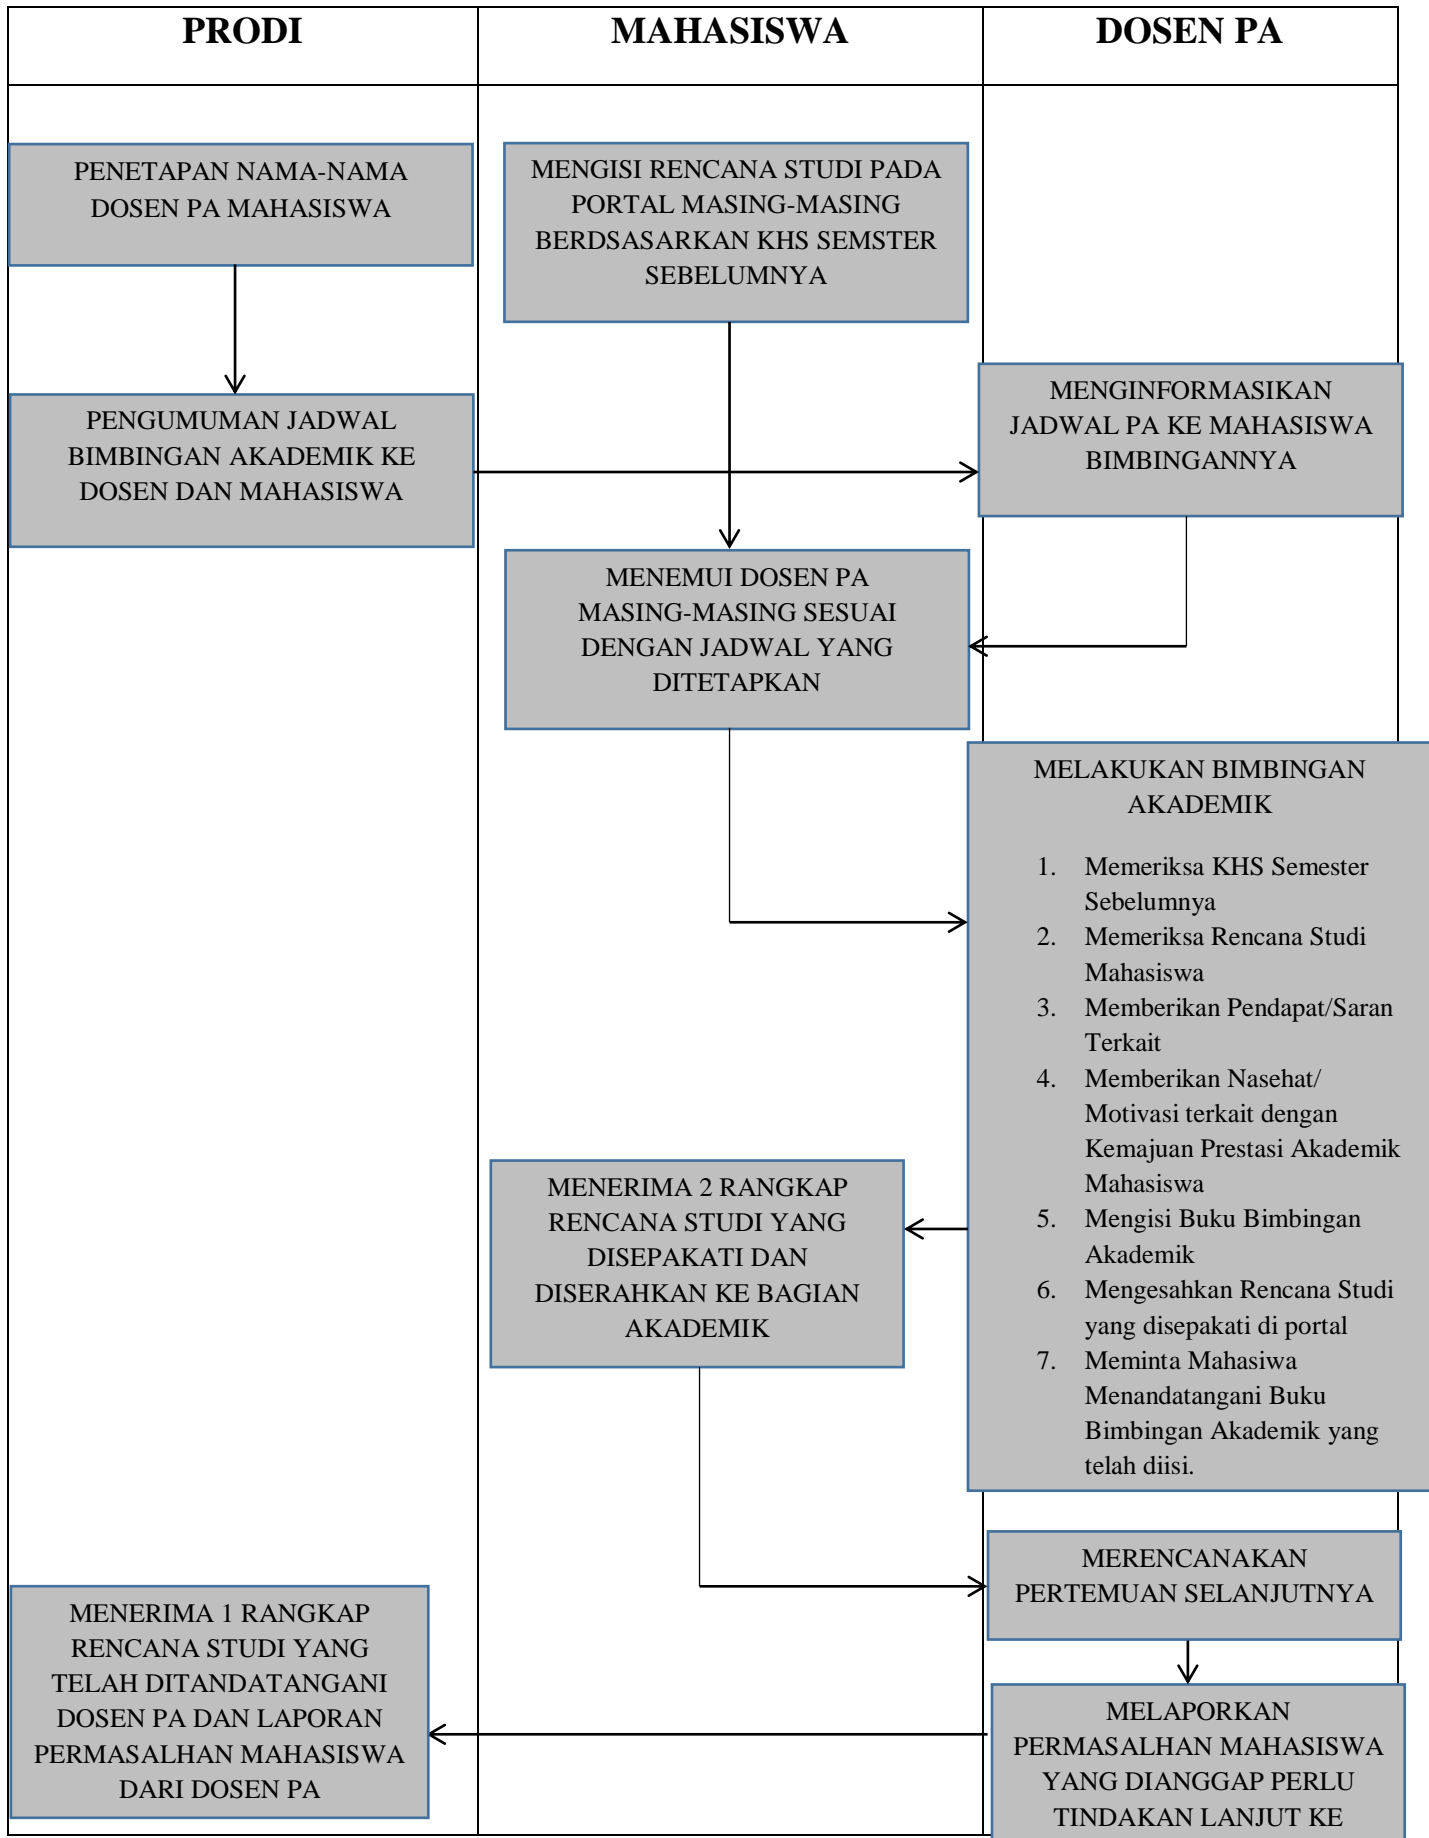 PRODI
MAHASISWA
DOSEN PA
PENETAPAN NAMA-NAMA
DOSEN PA MAHASISWA
MENGISI RENCANA STUDI PADA
PORTAL MASING-MASING
BERDSASARKAN KHS SEMSTER
SEBELUMNYA
PENGUMUMAN JADWAL
BIMBINGAN AKADEMIK KE
DOSEN DAN MAHASISWA
MENGINFORMASIKAN
JADWAL PA KE MAHASISWA
BIMBINGANNYA
MENEMUI DOSEN PA
MASING-MASING SESUAI
DENGAN JADWAL YANG
DITETAPKAN
MELAKUKAN BIMBINGAN
AKADEMIK
1. Memeriksa KHS Semester
Sebelumnya
2. Memeriksa Rencana Studi
Mahasiswa
3. Memberikan Pendapat/Saran
Terkait
4. Memberikan Nasehat/
Motivasi terkait dengan
Kemajuan Prestasi Akademik
Mahasiswa
5. Mengisi Buku Bimbingan
Akademik
6. Mengesahkan Rencana Studi
yang disepakati di portal
7. Meminta Mahasiwa
Menandatangani Buku
Bimbingan Akademik yang
telah diisi.
MENERIMA 2 RANGKAP
RENCANA STUDI YANG
DISEPAKATI DAN
DISERAHKAN KE BAGIAN
AKADEMIK
MERENCANAKAN
PERTEMUAN SELANJUTNYA
MENERIMA 1 RANGKAP
RENCANA STUDI YANG
TELAH DITANDATANGANI
DOSEN PA DAN LAPORAN
PERMASALHAN MAHASISWA
DARI DOSEN PA
MELAPORKAN
PERMASALHAN MAHASISWA
YANG DIANGGAP PERLU
TINDAKAN LANJUT KE